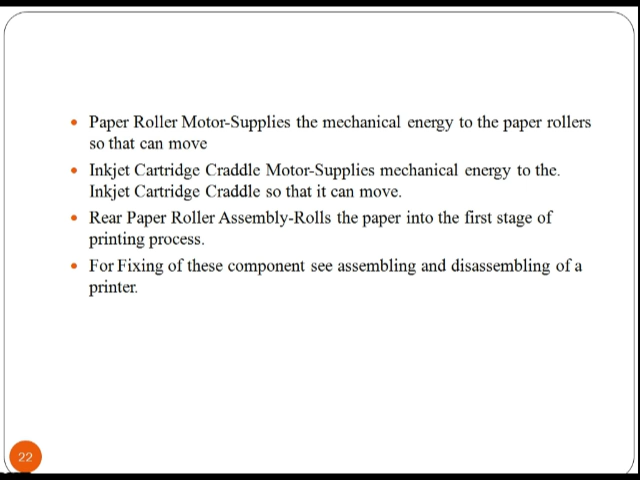 • Paper Roller Motor-Supplies the mechanical energy to the paper rollers
so that can move
• Inkjet Cartridge Craddle Motor-Supplies mechanical energy to the.
Inkjet Cartridge Craddle so that it can move.
• Rear Paper Roller Assembly-Rolls the paper into the first stage of
printing process.
• For Fixing of these component see assembling and disassembling of a
printer.
22